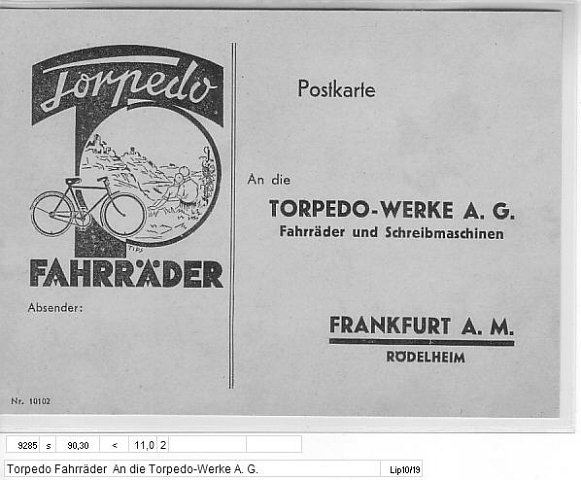 Torpedo
TIPS
FAHRRÄDER
Absender:
Nr. 10102
Postkarte
An die
TORPEDO-WERKE A. G.
Fahrräder und Schreibmaschinen
FRANKFURT A. M.
RÖDELHEIM
9285 s 90,30 < 11,0 2
Torpedo Fahrräder An die Torpedo-Werke A. G. Lip10/19